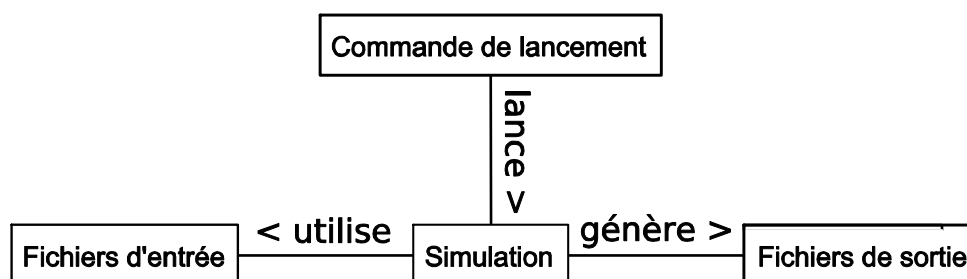 Commande de lancement
lance >
< utilise
génère >
Fichiers d'entrée
Simulation
Fichiers de sortie